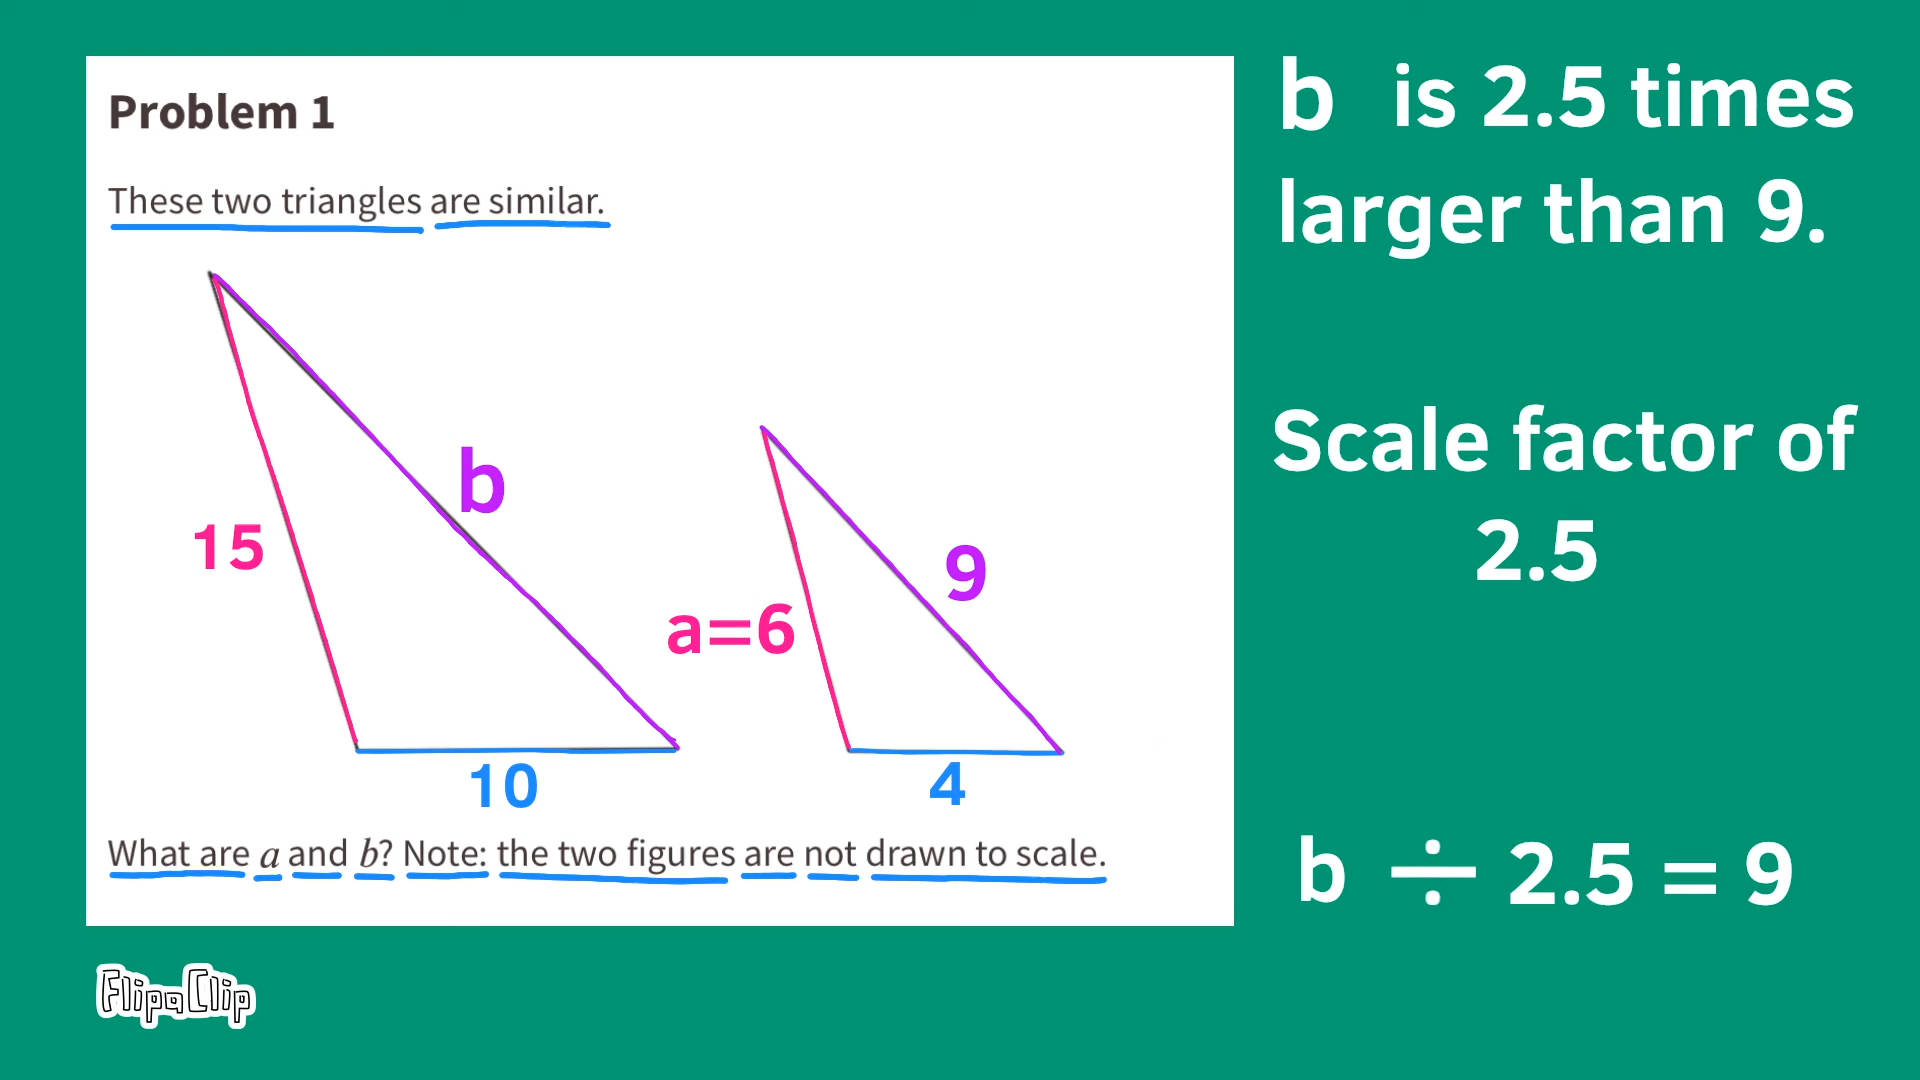 Problem 1
These two triangles are similar.
15
b
10
a=6
9
4
What are a and b? Note: the two figures are not drawn to scale.
b is 2.5 times
larger than 9.
Scale factor of
2.5
b ÷ 2.5 = 9
FlipaClip